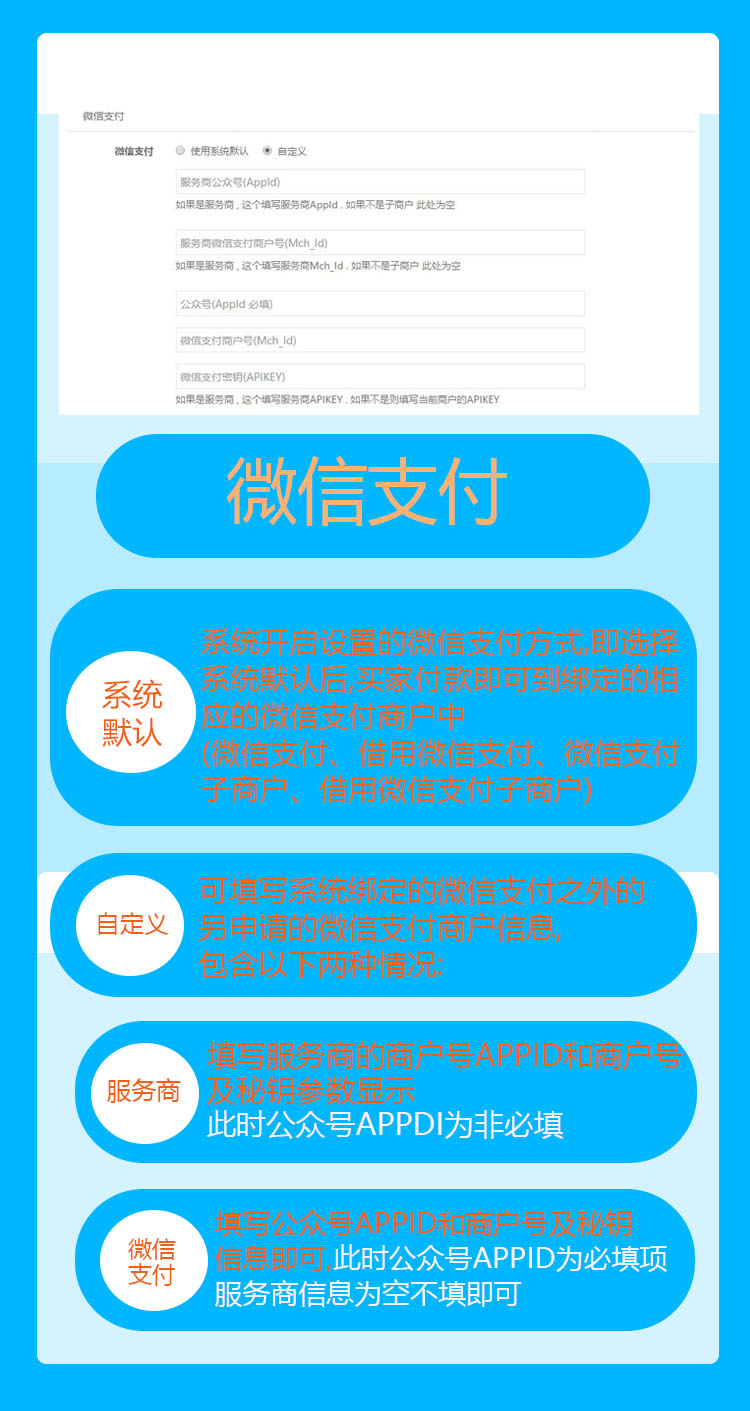 微信支付
微信支付 使用系统默认 自定义
服务商公众号(AppId)
如果是服务商 , 这个填写服务商AppId . 如果不是子商户 此处为空
服务商微信支付商户号(Mch_Id)
如果是服务商 , 这个填写服务商Mch_Id . 如果不是子商户 此处为空
公众号(AppId 必填)
微信支付商户号(Mch_Id)
微信支付密钥(APIKEY)
如果是服务商 , 这个填写服务商APIKEY . 如果不是则填写当前商户的APIKEY
微信支付
系统
默认
系统开启设置的微信支付方式,即选择
系统默认后,买家付款即可到绑定的相
应的微信支付商户中
(微信支付、借用微信支付、微信支付
子商户、借用微信支付子商户)
自定义
可填写系统绑定的微信支付之外的
另申请的微信支付商户信息,
包含以下两种情况:
服务商
填写服务商的商户号APPID和商户号
及秘钥参数显示
此时公众号APPDI为非必填
微信
支付
填写公众号APPID和商户号及秘钥
信息即可,此时公众号APPID为必填项
服务商信息为空不填即可